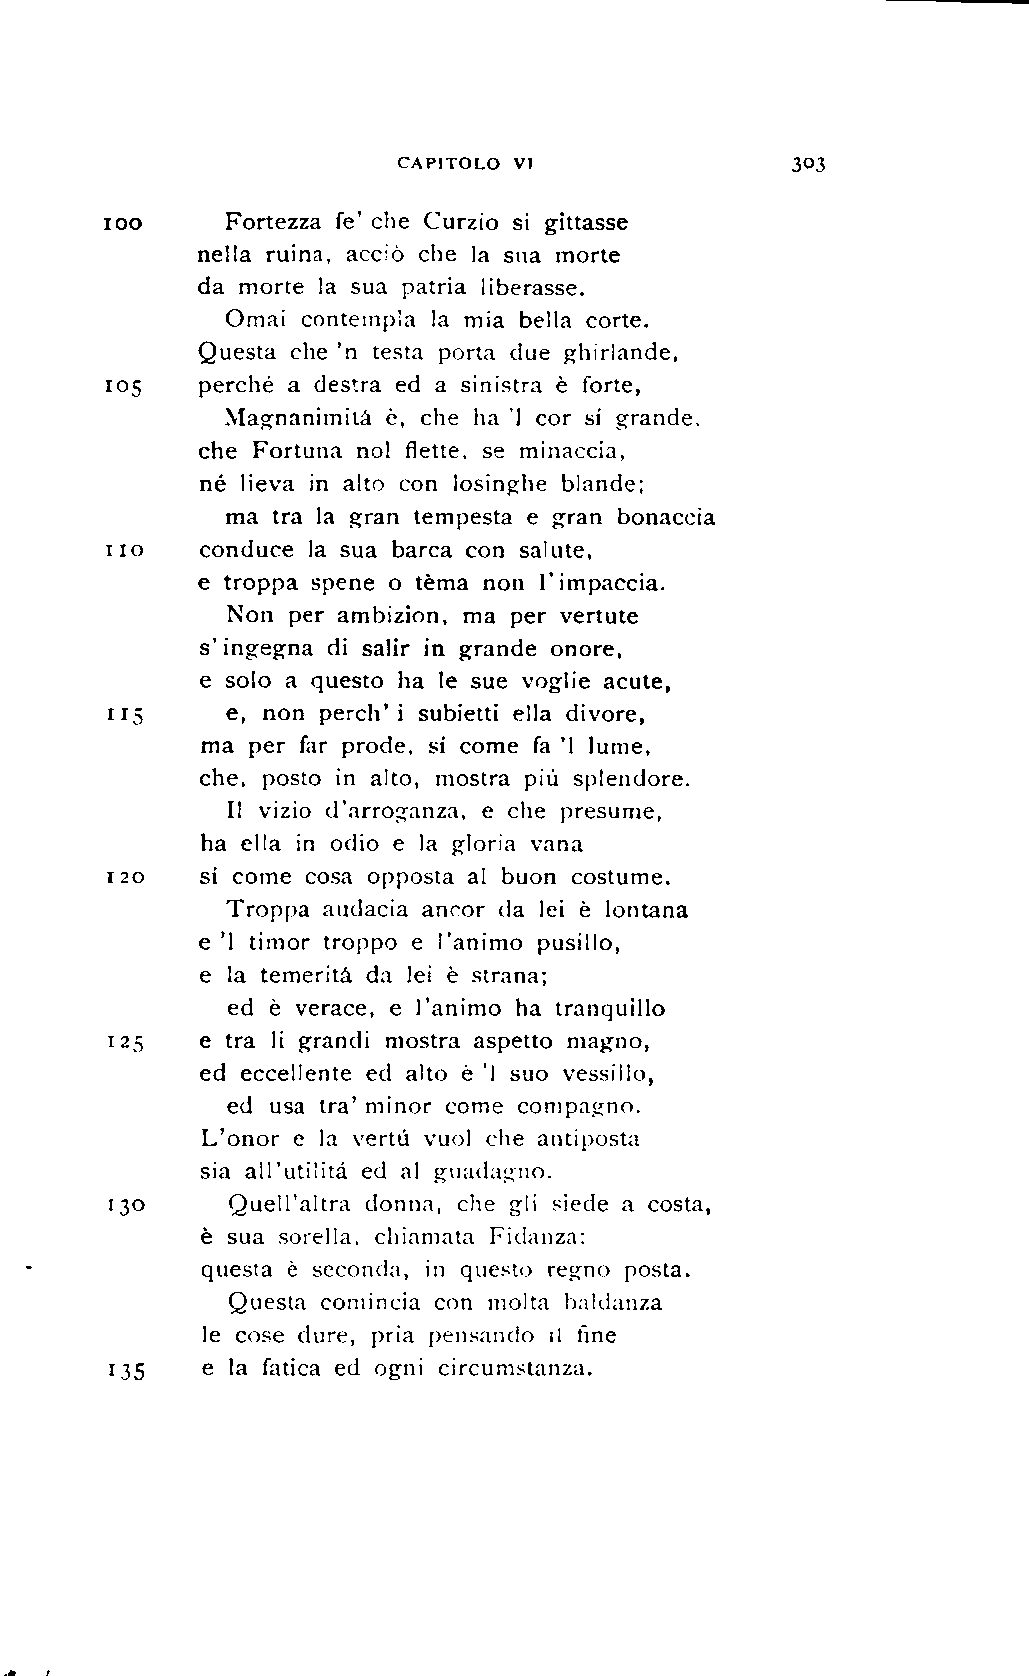 CAPITOLO VI 303
100 Fortezza fe' che Curzio si gittasse
nella ruina, acciò che la sua morte
da morte la sua patria liberasse.
Omai contempla la mia bella corte.
Questa che 'n testa porta due ghirlande,
105 perché a destra ed a sinistra è forte,
Magnanimitá è, che ha 'l cor sí grande,
che Fortuna nol flette, se minaccia,
né lieva in alto con losinghe blande;
ma tra la gran tempesta e gran bonaccia
110 conduce la sua barca con salute,
e troppa spene o tèma non l'impaccia.
Non per ambizion, ma per vertute
s'ingegna di salir in grande onore,
e solo a questo ha le sue voglie acute,
115 e, non perch' i subietti ella divore,
ma per far prode, sí come fa 'l lume,
che, posto in alto, mostra piú splendore.
Il vizio d'arroganza, e che presume,
ha ella in odio e la gloria vana
120 sí come cosa opposta al buon costume.
Troppa audacia ancor da lei è lontana
e 'l timor troppo e l'animo pusillo,
e la temeritá da lei è strana;
ed è verace, e l'animo ha tranquillo
125 e tra li grandi mostra aspetto magno,
ed eccellente ed alto è 'l suo vessillo,
ed usa tra' minor come compagno.
L'onor e la vertú vuol che antiposta
sia all'utilitá ed al guadagno.
130 Quell'altra donna, che gli siede a costa,
è sua sorella, chiamata Fidanza:
questa è seconda, in questo regno posta.
Questa comincia con molta baldanza
le cose dure, pria pensando il fine
135 e la fatica ed ogni circumstanza.